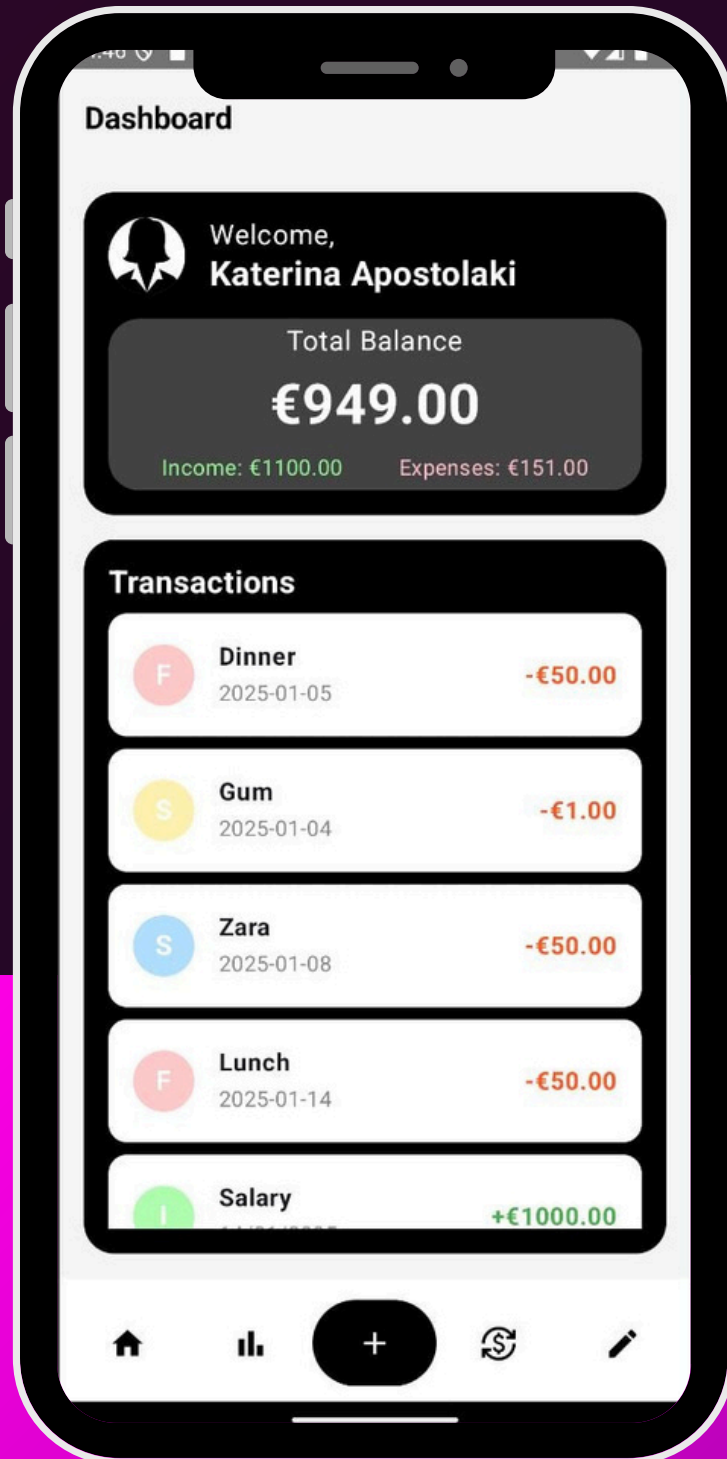 Dashboard
Welcome,
Katerina Apostolaki
Total Balance
€949.00
Income: €1100.00 Expenses: €151.00
Transactions
F
Dinner
2025-01-05
-€50.00
S
Gum
2025-01-04
-€1.00
S
Zara
2025-01-08
-€50.00
F
Lunch
2025-01-14
-€50.00
I
Salary
+€1000.00